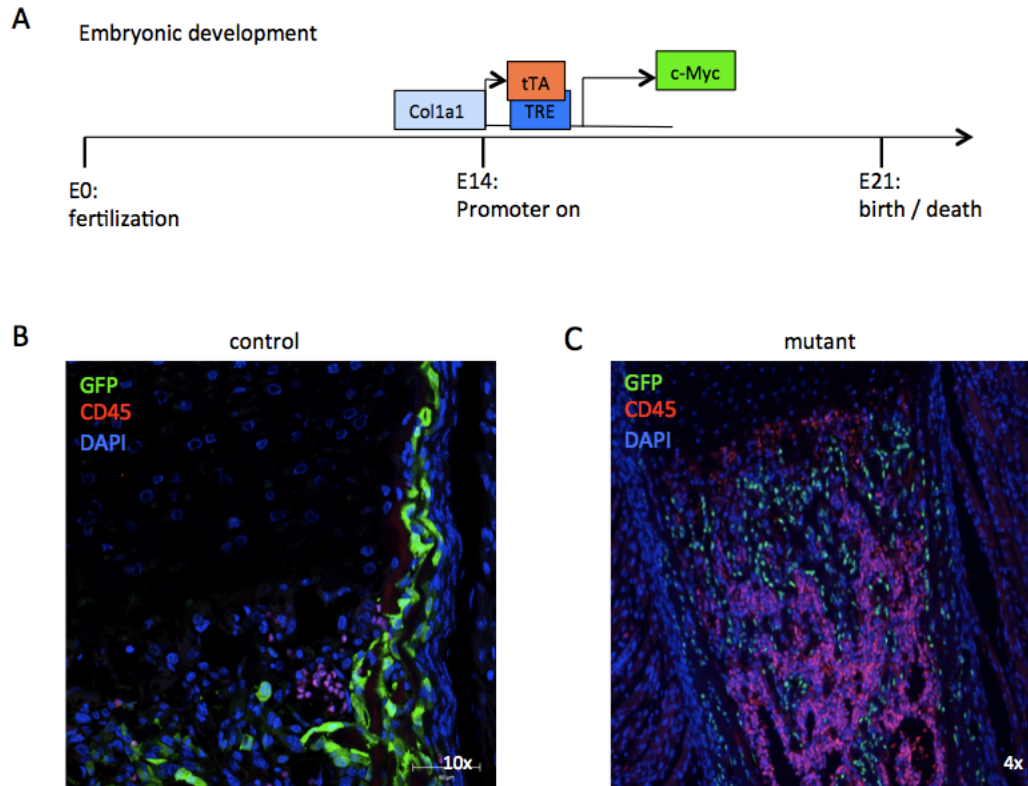 A
Embryonic development
Col1a1
tTA
TRE
c-Myc
E0:
fertilization
E14:
Promoter on
E21:
birth / death
B
control
GFP
CD45
DAPI
10x
C
mutant
GFP
CD45
DAPI
4x